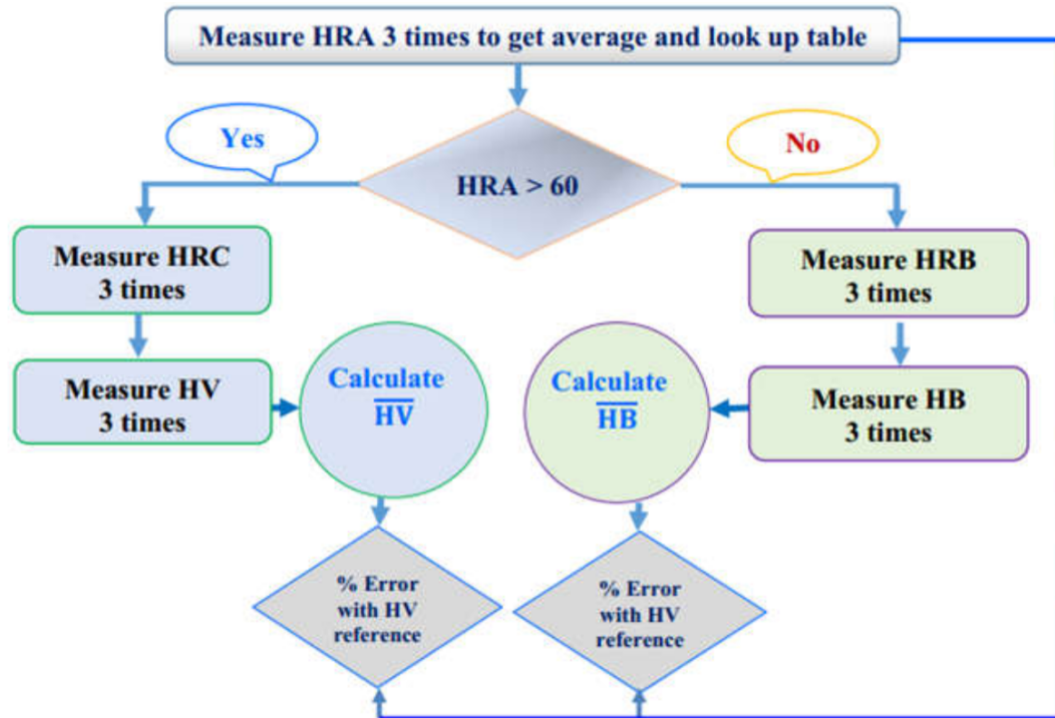 Measure HRA 3 times to get average and look up table
Yes
No
HRA > 60
Measure HRC
3 times
Measure HRB
3 times
Measure HV
3 times
Calculate
H̅V̅
Calculate
H̅B̅
Measure HB
3 times
% Error
with HV
reference
% Error
with HV
reference